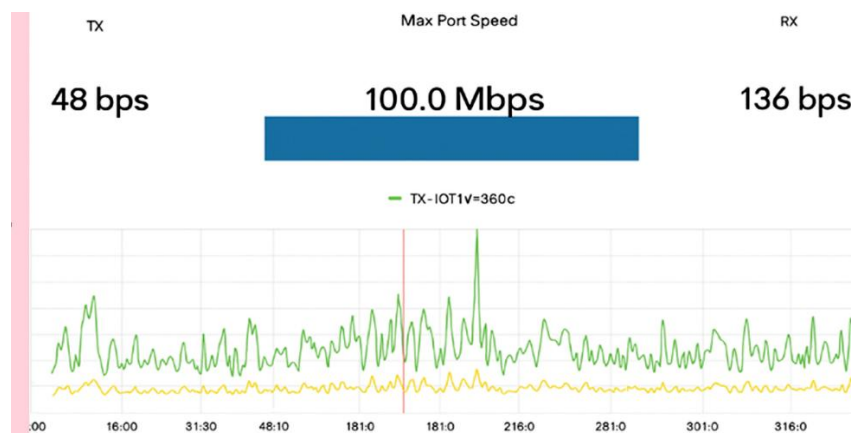 TX
Max Port Speed
RX
48 bps
100.0 Mbps
136 bps
TX-IOT1v=360c
:00 16:00 31:30 48:10 181:0 181:0 216:0 281:0 301:0 316:0